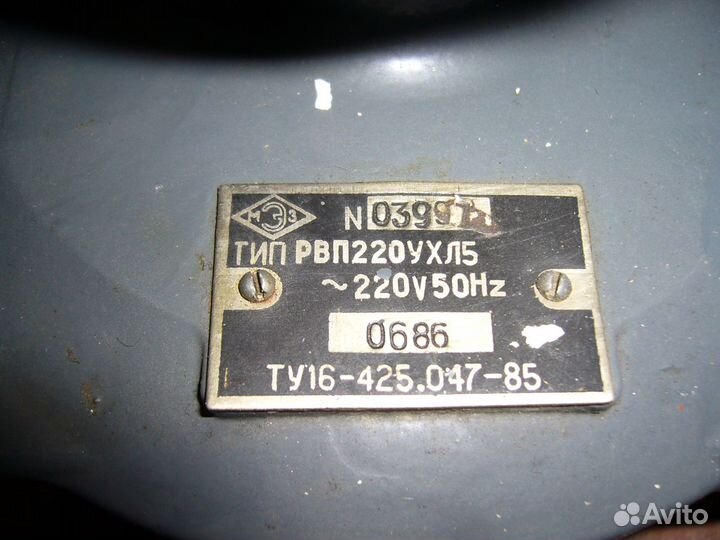 МЭЗ N 03997
ТИП РВП220УХЛ5
~220V50Hz
0686
ТУ16-425.047-85
Avito